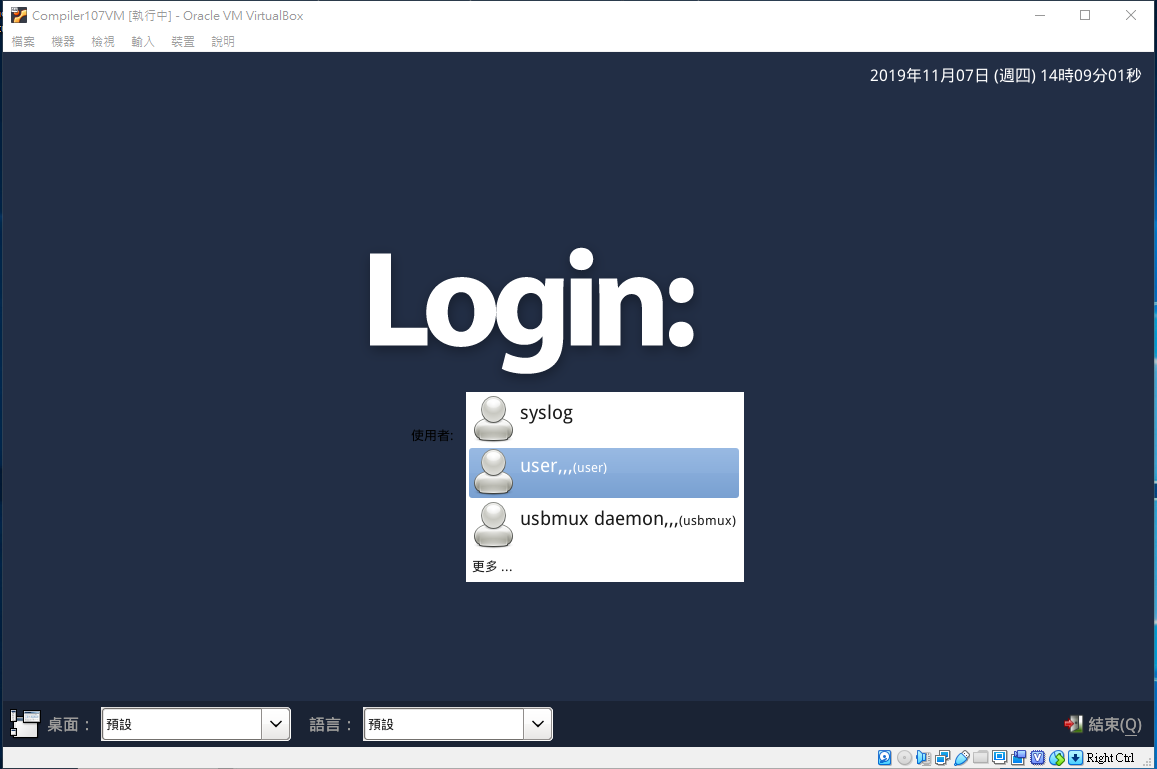 Compiler107VM [執行中] - Oracle VM VirtualBox
檔案 機器 檢視 輸入 裝置 說明
2019年11月07日 (週四) 14時09分01秒
Login:
使用者:
syslog
user,,,(user)
usbmux daemon,,,(usbmux)
更多 ...
桌面： 預設 語言： 預設 結束(Q)
Right Ctrl